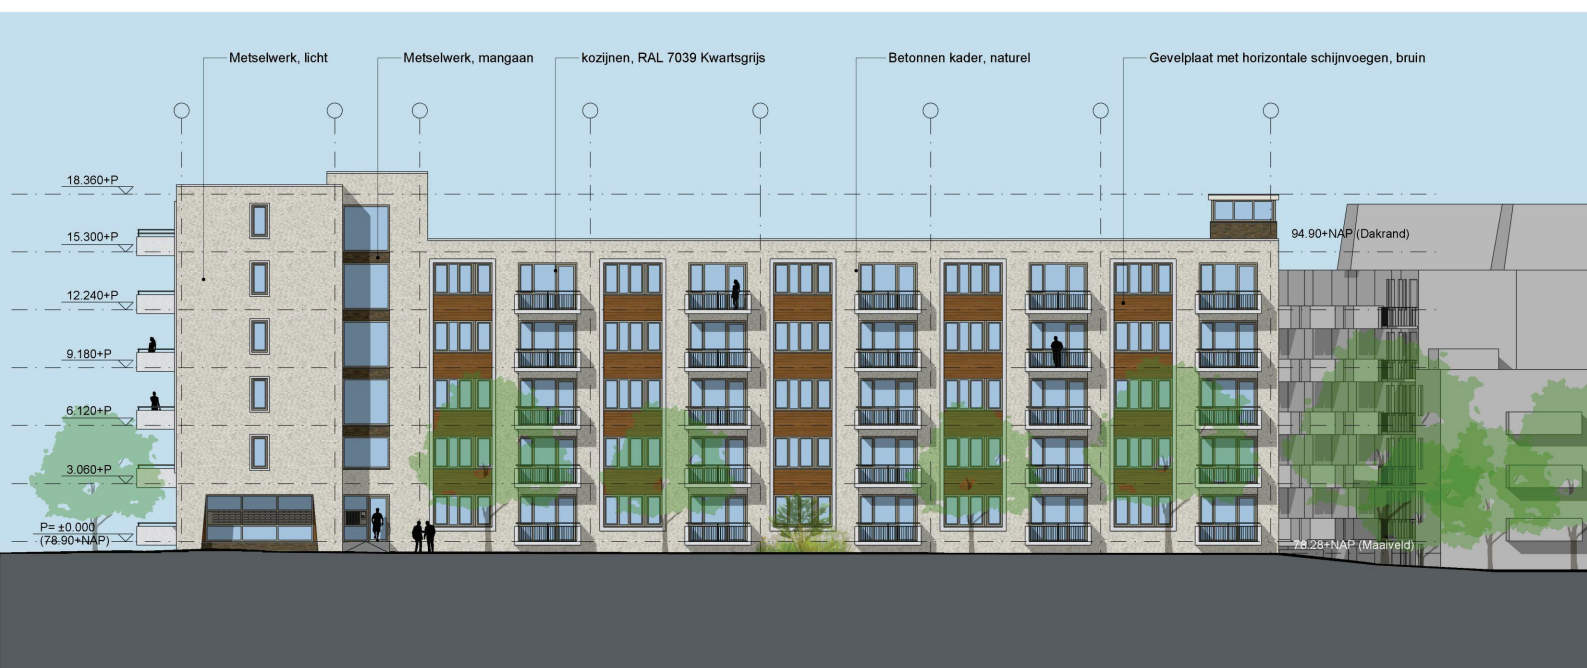 Metselwerk, licht
Metselwerk, mangaan
kozijnen, RAL 7039 Kwartsgrijs
Betonnen kader, naturel
Gevelplaat met horizontale schijnvoegen, bruin
18.360+P
15.300+P
94.90+NAP (Dakrand)
12.240+P
9.180+P
6.120+P
3.060+P
P= ±0.000
(78.90+NAP)
78.28+NAP (Maaiveld)